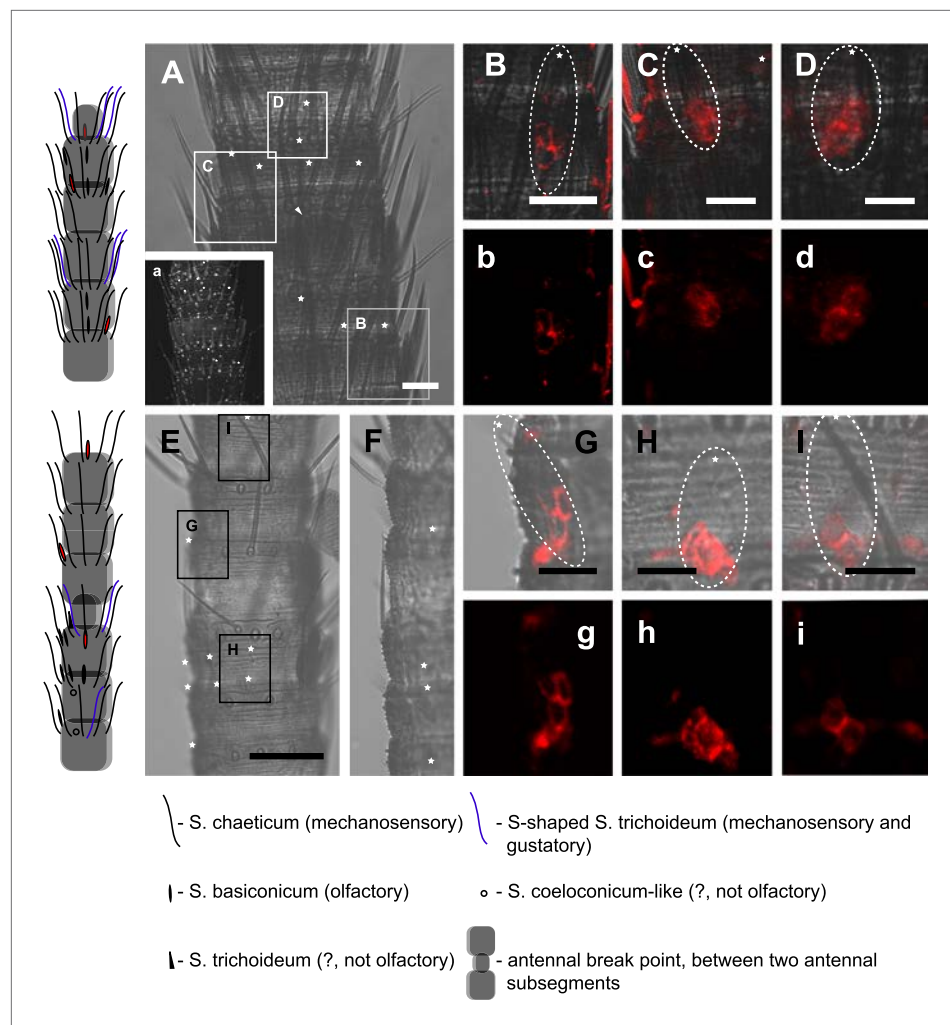 A
D
C
a
B
B
C
D
b
c
d
E
I
G
H
F
G
H
I
g
h
i
- S. chaeticum (mechanosensory)
- S-shaped S. trichoideum (mechanosensory and
gustatory)
- S. basiconicum (olfactory)
- S. coeloconicum-like (?, not olfactory)
- S. trichoideum (?, not olfactory)
- antennal break point, between two antennal
subsegments